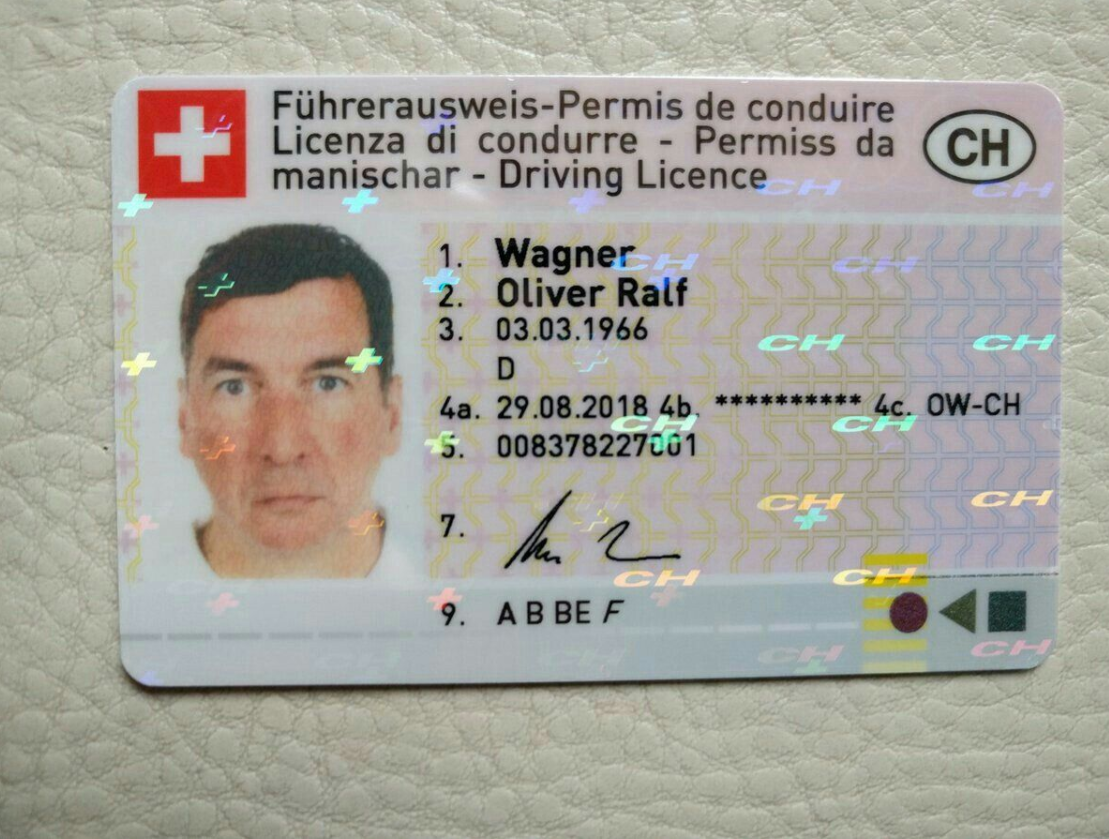 Führerausweis-Permis de conduire
Licenza di condurre - Permiss da
manischar - Driving Licence
CH
1. Wagner
2. Oliver Ralf
3. 03.03.1966
D
4a. 29.08.2018 4b. ********** 4c. OW-CH
5. 008378227001
7.
9. A B BE F